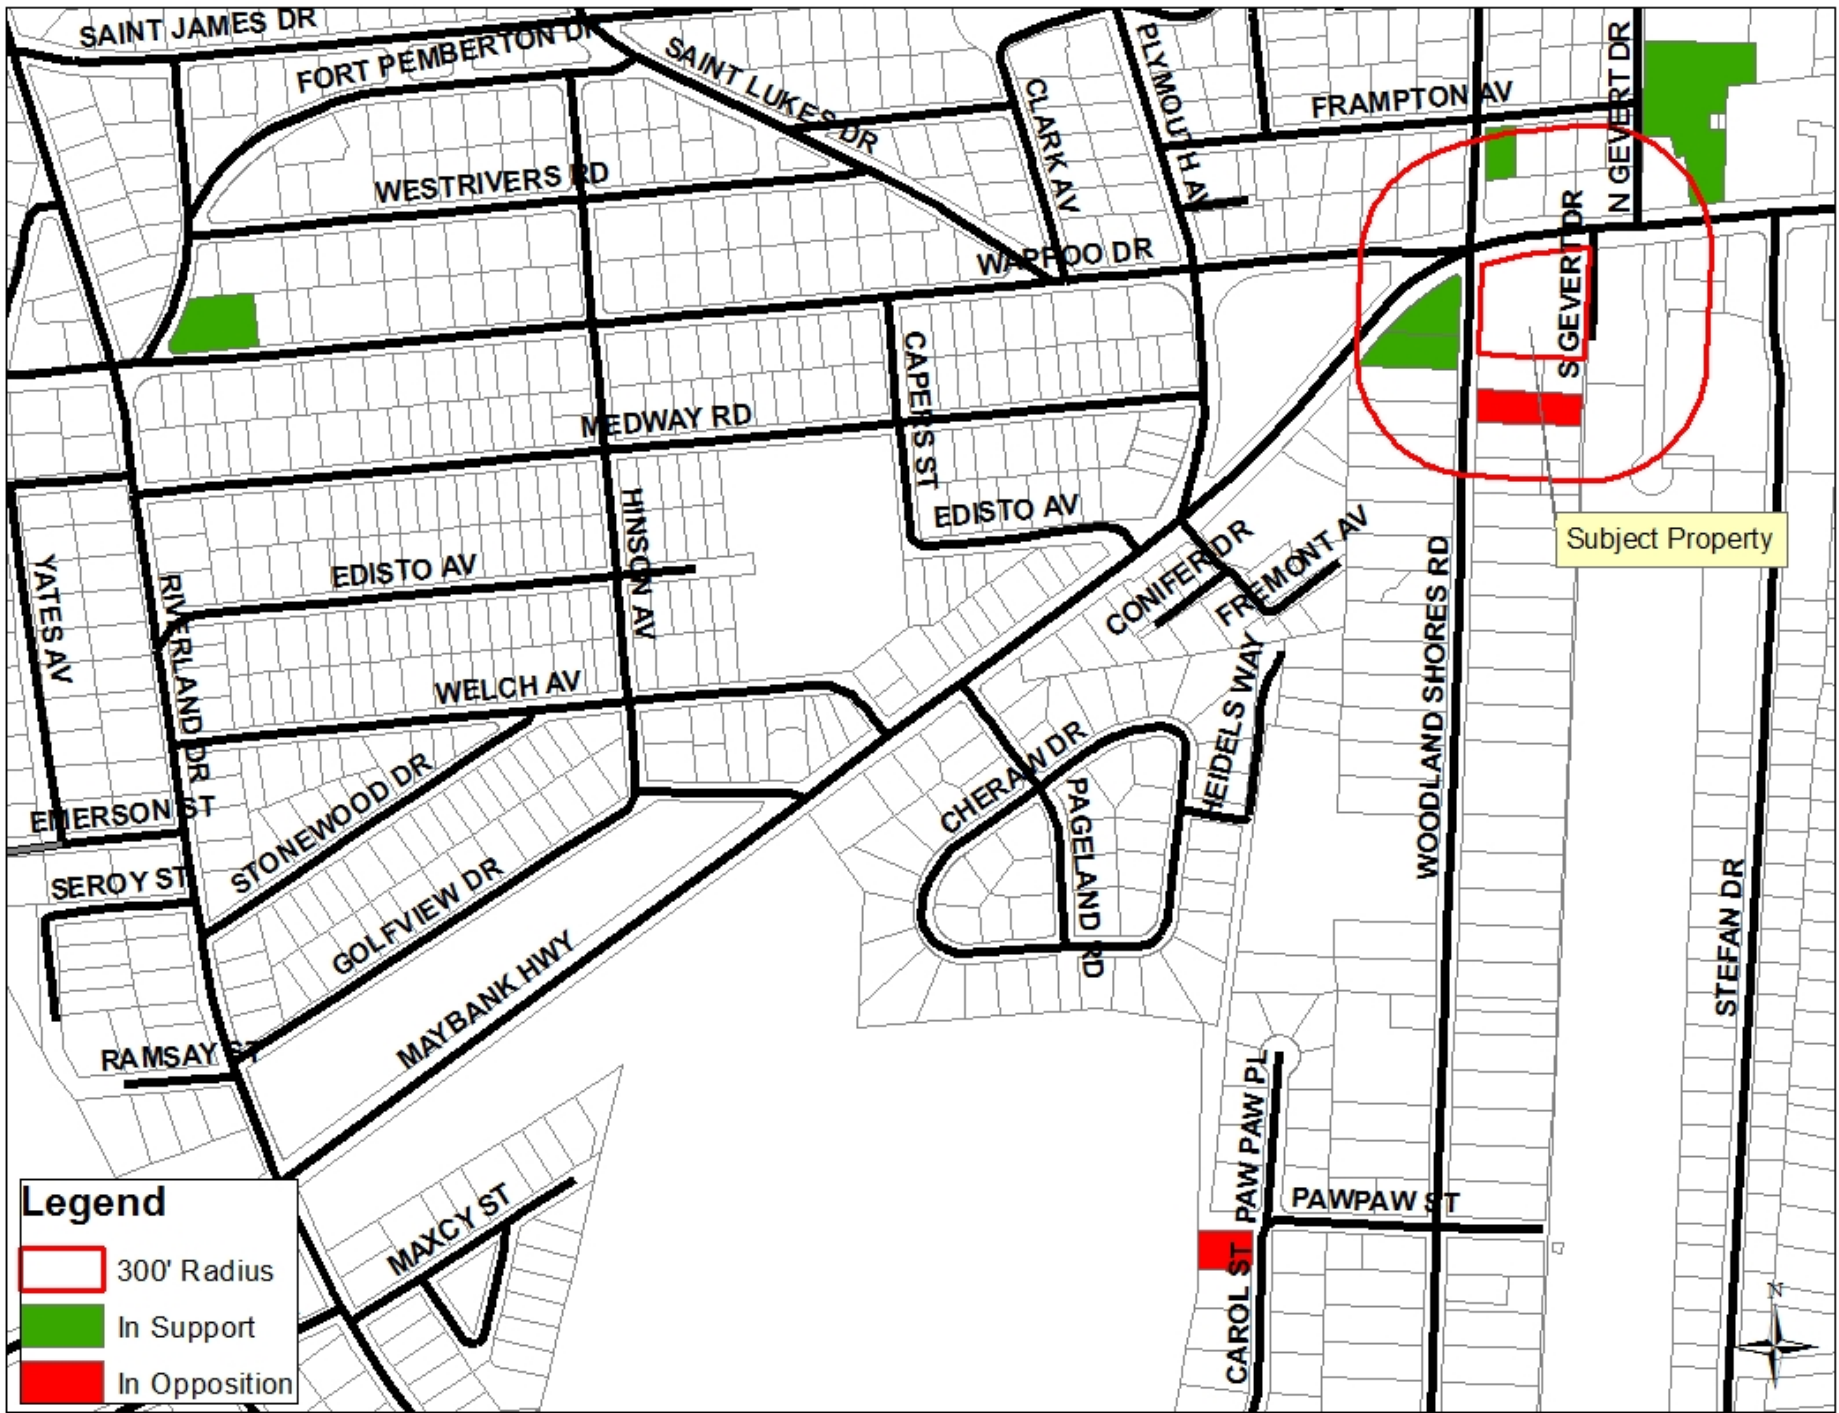 SAINT JAMES DR
FORT PEMBERTON DR
SAINT LUKES DR
CLARK AV
PLYMOUTH AV
FRAMPTON AV
N GEVERT DR
WESTRIVERS RD
WAPPOO DR
S GEVERT DR
CAPERS ST
MEDWAY RD
HINSON AV
EDISTO AV
Subject Property
CONIFER DR
FREMONT AV
YATES AV
RIVERLAND DR
EDISTO AV
WOODLAND SHORES RD
WELCH AV
HEIDELS WAY
CHERAW DR
PAGELAND RD
STONEWOOD DR
EMERSON ST
SEROY ST
GOLFVIEW DR
MAYBANK HWY
STEFAN DR
RAMSAY ST
PAW PAW PL
PAWPAW ST
MAXCY ST
CAROL ST
Legend
300' Radius
In Support
In Opposition
N